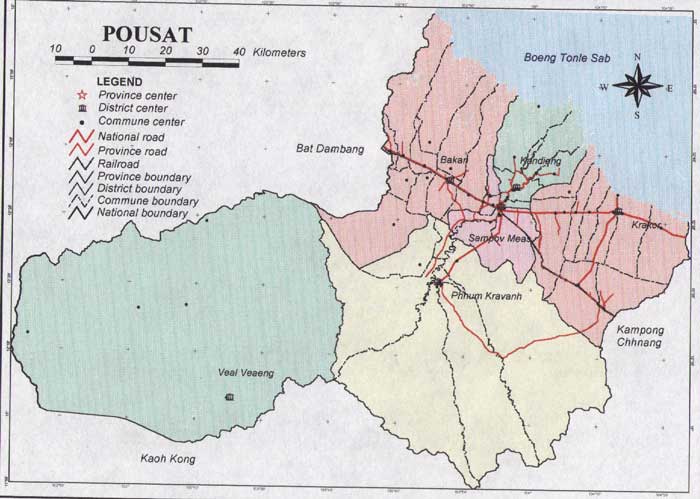 POUSAT
10 0 10 20 30 40 Kilometers
LEGEND
Province center
District center
Commune center
National road
Province road
Railroad
Province boundary
District boundary
Commune boundary
National boundary
Boeng Tonle Sab
N
W E
S
Bat Dambang
Bakan
Kandieng
Sampov Meas
Krakor
Phnum Kravanh
Kampong
Chhnang
Veal Veaeng
Kaoh Kong